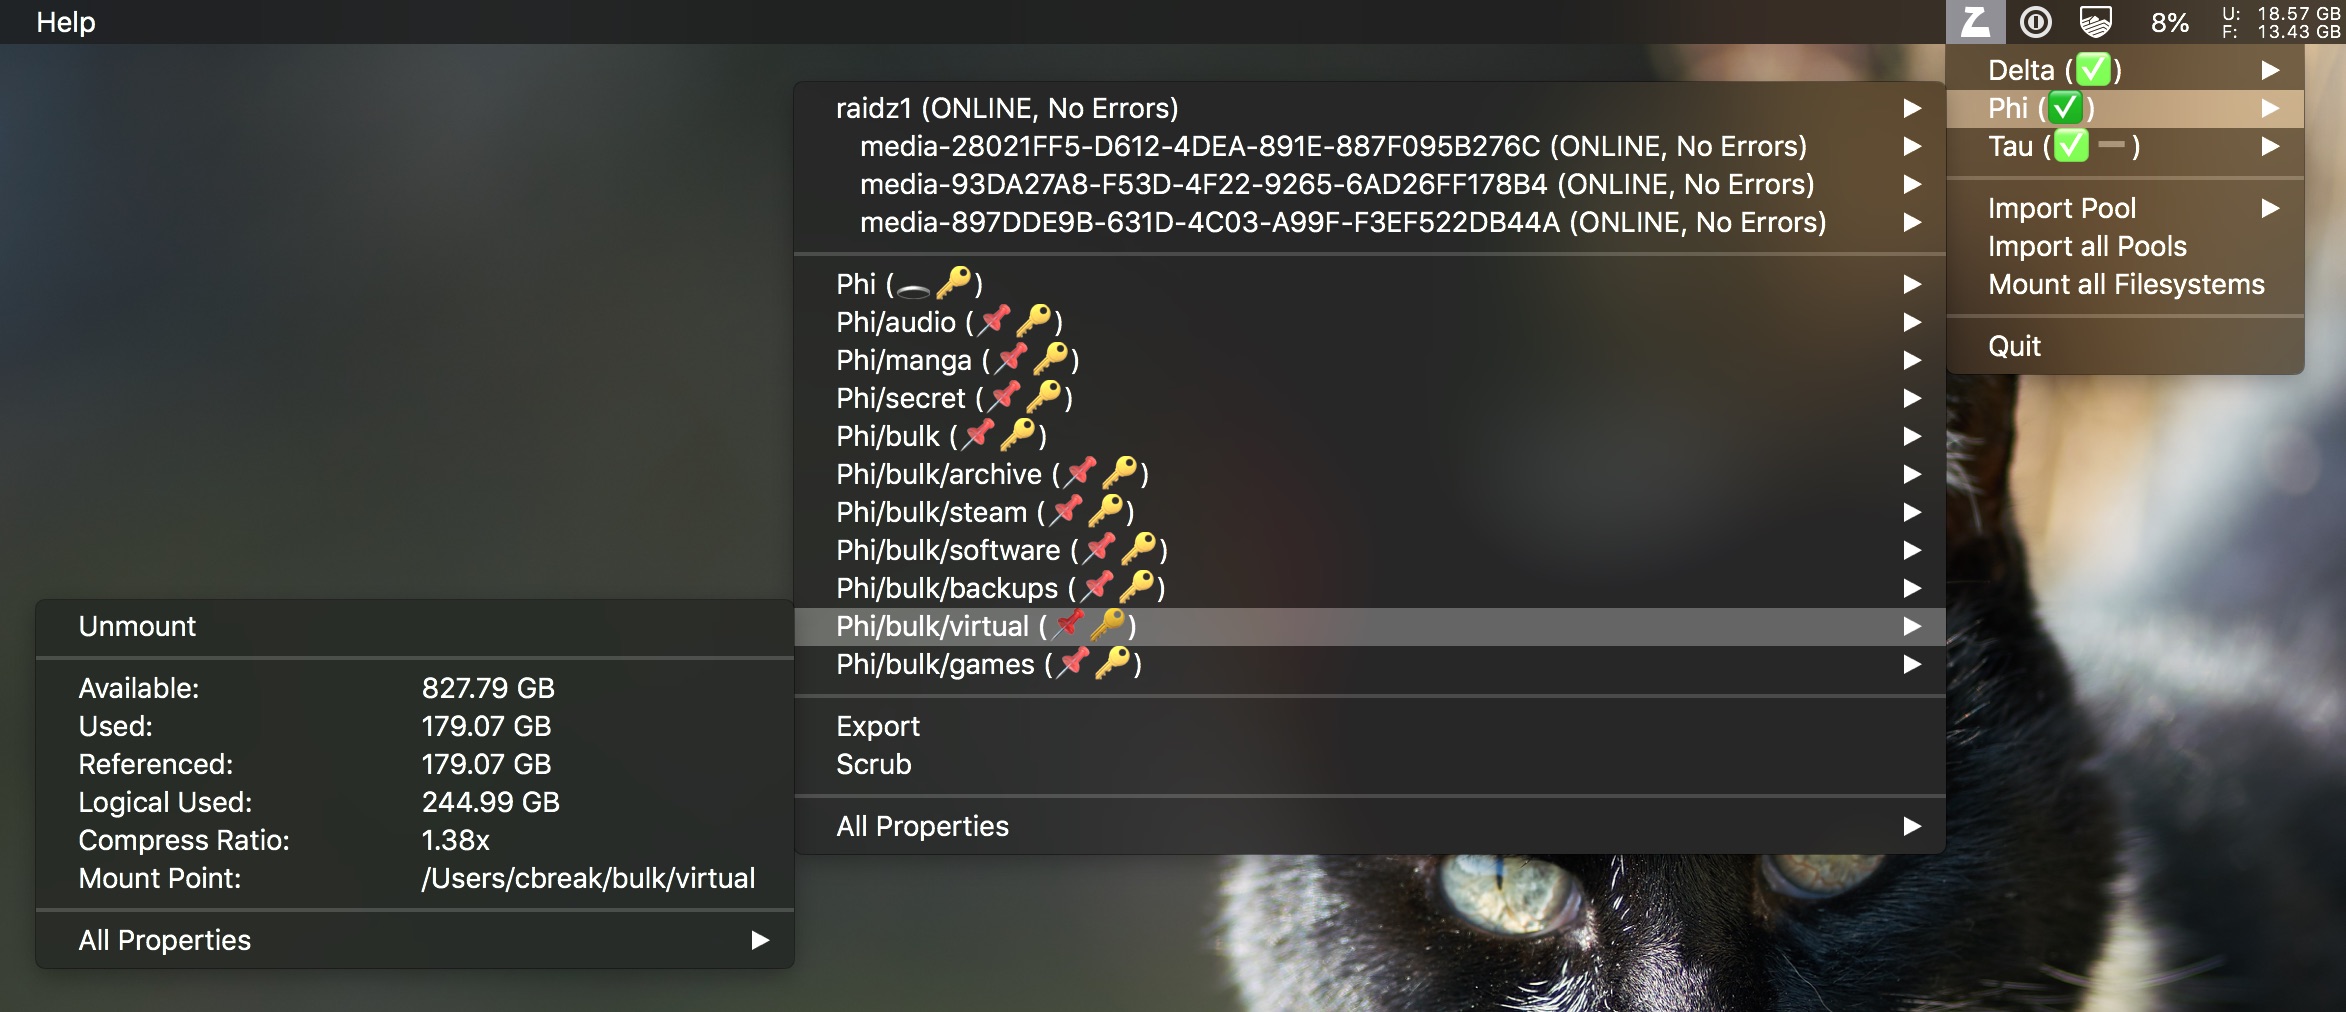 Help
8%
U: 18.57 GB
F: 13.43 GB
Delta (✅)
Phi (✅)
Tau (✅➖)
Import Pool
Import all Pools
Mount all Filesystems
Quit
raidz1 (ONLINE, No Errors)
media-28021FF5-D612-4DEA-891E-887F095B276C (ONLINE, No Errors)
media-93DA27A8-F53D-4F22-9265-6AD26FF178B4 (ONLINE, No Errors)
media-897DDE9B-631D-4C03-A99F-F3EF522DB44A (ONLINE, No Errors)
Phi (🕳🔑)
Phi/audio (📌🔑)
Phi/manga (📌🔑)
Phi/secret (📌🔑)
Phi/bulk (📌🔑)
Phi/bulk/archive (📌🔑)
Phi/bulk/steam (📌🔑)
Phi/bulk/software (📌🔑)
Phi/bulk/backups (📌🔑)
Phi/bulk/virtual (📌🔑)
Phi/bulk/games (📌🔑)
Export
Scrub
All Properties
Unmount
Available: 827.79 GB
Used: 179.07 GB
Referenced: 179.07 GB
Logical Used: 244.99 GB
Compress Ratio: 1.38x
Mount Point: /Users/cbreak/bulk/virtual
All Properties